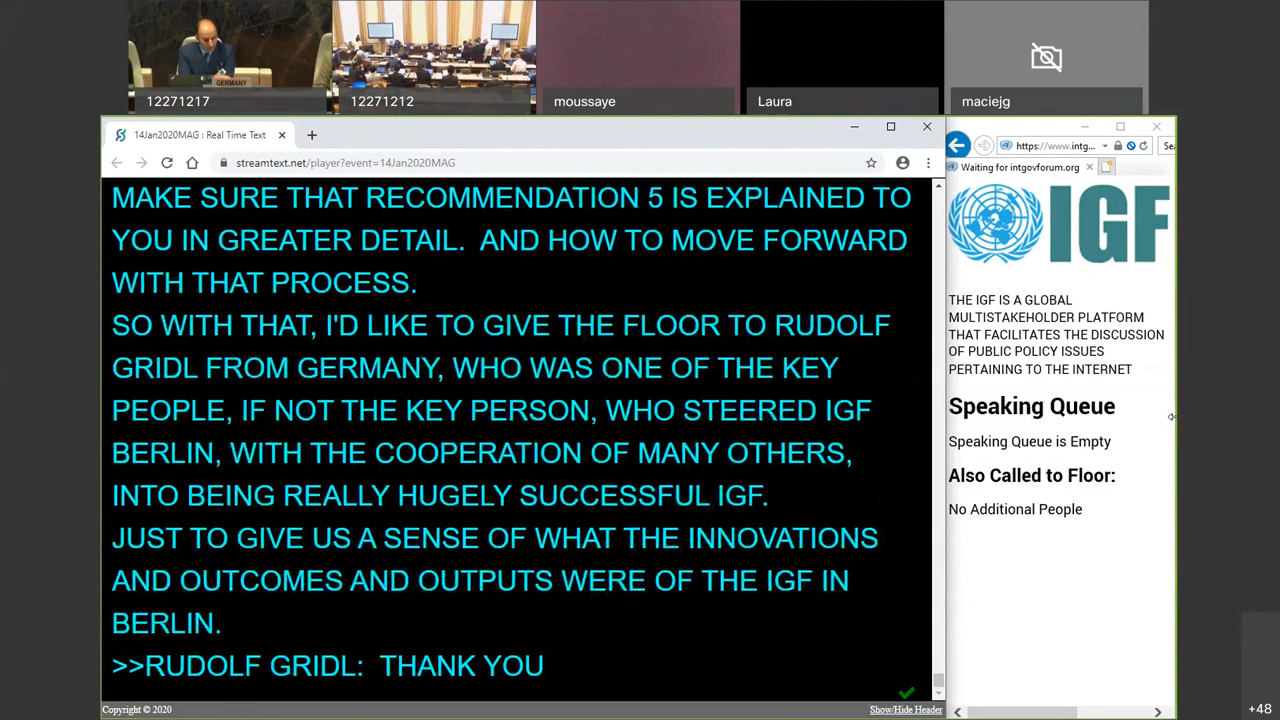 GERMANY
12271217
12271212
moussaye
Laura
maciejg
14Jan2020MAG : Real Time Text
streamtext.net/player?event=14Jan2020MAG
MAKE SURE THAT RECOMMENDATION 5 IS EXPLAINED TO
YOU IN GREATER DETAIL.  AND HOW TO MOVE FORWARD
WITH THAT PROCESS.
SO WITH THAT, I'D LIKE TO GIVE THE FLOOR TO RUDOLF
GRIDL FROM GERMANY, WHO WAS ONE OF THE KEY
PEOPLE, IF NOT THE KEY PERSON, WHO STEERED IGF
BERLIN, WITH THE COOPERATION OF MANY OTHERS,
INTO BEING REALLY HUGELY SUCCESSFUL IGF.
JUST TO GIVE US A SENSE OF WHAT THE INNOVATIONS
AND OUTCOMES AND OUTPUTS WERE OF THE IGF IN
BERLIN.
>>RUDOLF GRIDL:  THANK YOU
Copyright © 2020
Show/Hide Header
https://www.intg...
Sea
Waiting for intgovforum.org
IGF
THE IGF IS A GLOBAL
MULTISTAKEHOLDER PLATFORM
THAT FACILITATES THE DISCUSSION
OF PUBLIC POLICY ISSUES
PERTAINING TO THE INTERNET
Speaking Queue
Speaking Queue is Empty
Also Called to Floor:
No Additional People
+48